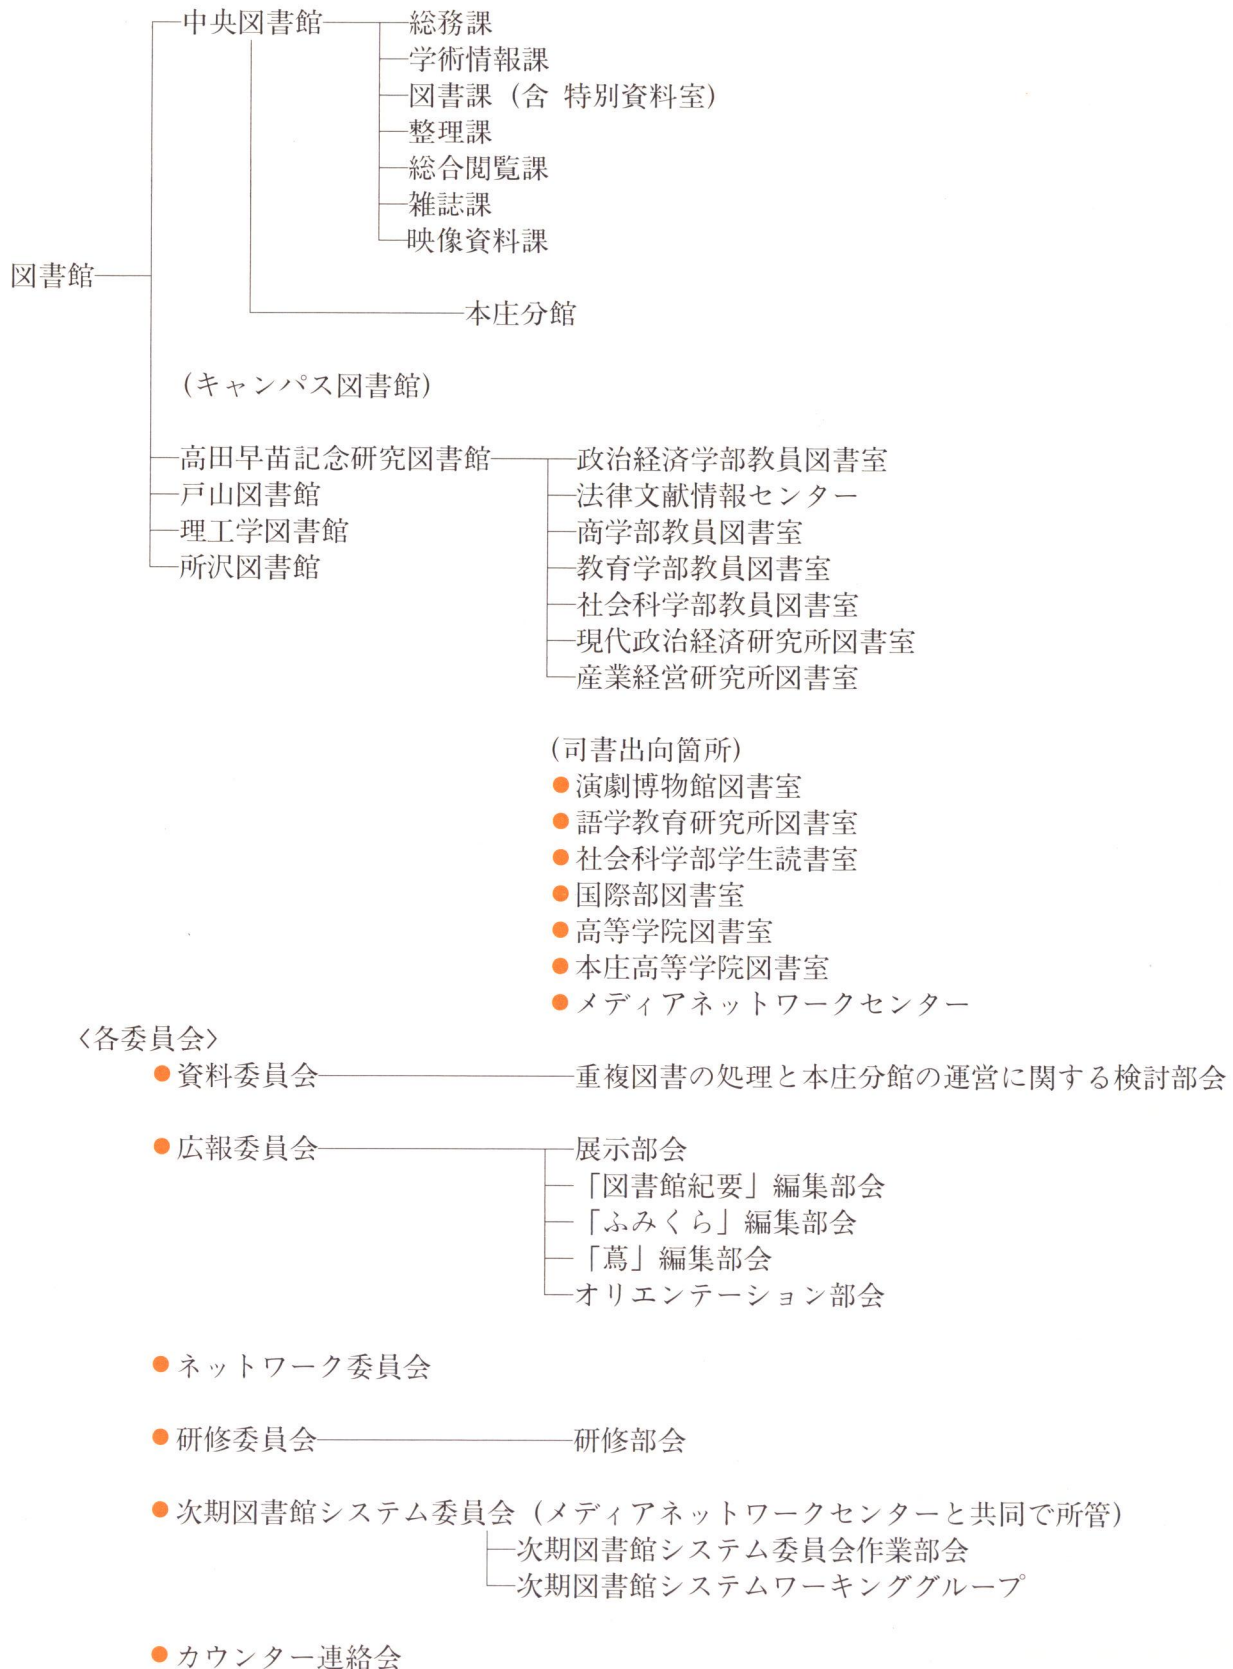 中央図書館 総務課
学術情報課
図書課（含 特別資料室）
整理課
総合閲覧課
雑誌課
映像資料課
図書館
本庄分館
（キャンパス図書館）
高田早苗記念研究図書館 政治経済学部教員図書室
戸山図書館 法律文献情報センター
理工学図書館 商学部教員図書室
所沢図書館 教育学部教員図書室
社会科学部教員図書室
現代政治経済研究所図書室
産業経営研究所図書室
（司書出向箇所）
●演劇博物館図書室
●語学教育研究所図書室
●社会科学部学生読書室
●国際部図書室
●高等学院図書室
●本庄高等学院図書室
●メディアネットワークセンター
〈各委員会〉
●資料委員会 重複図書の処理と本庄分館の運営に関する検討部会
●広報委員会 展示部会
「図書館紀要」編集部会
「ふみくら」編集部会
「蔦」編集部会
オリエンテーション部会
●ネットワーク委員会
●研修委員会 研修部会
●次期図書館システム委員会（メディアネットワークセンターと共同で所管）
次期図書館システム委員会作業部会
次期図書館システムワーキンググループ
●カウンター連絡会